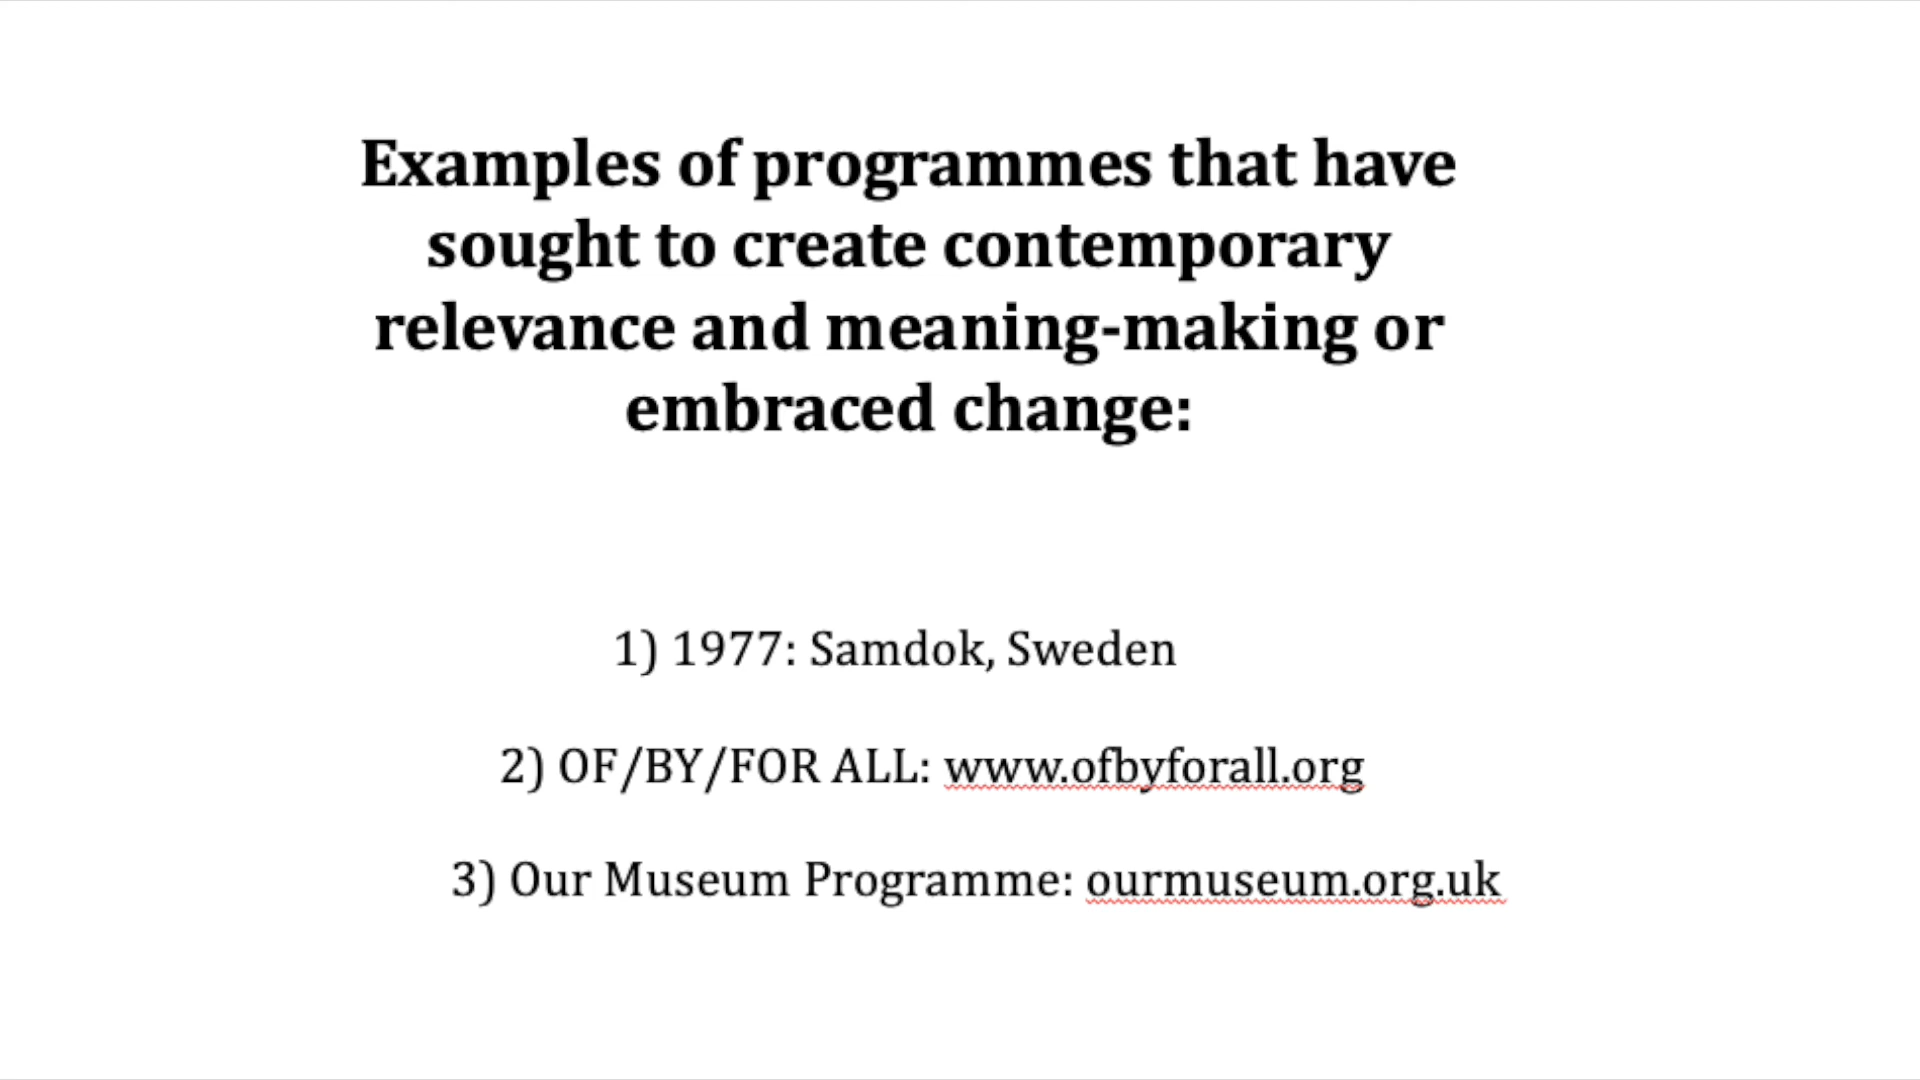 Examples of programmes that have
sought to create contemporary
relevance and meaning-making or
embraced change:
1) 1977: Samdok, Sweden
2) OF/BY/FOR ALL: www.ofbyforall.org
3) Our Museum Programme: ourmuseum.org.uk